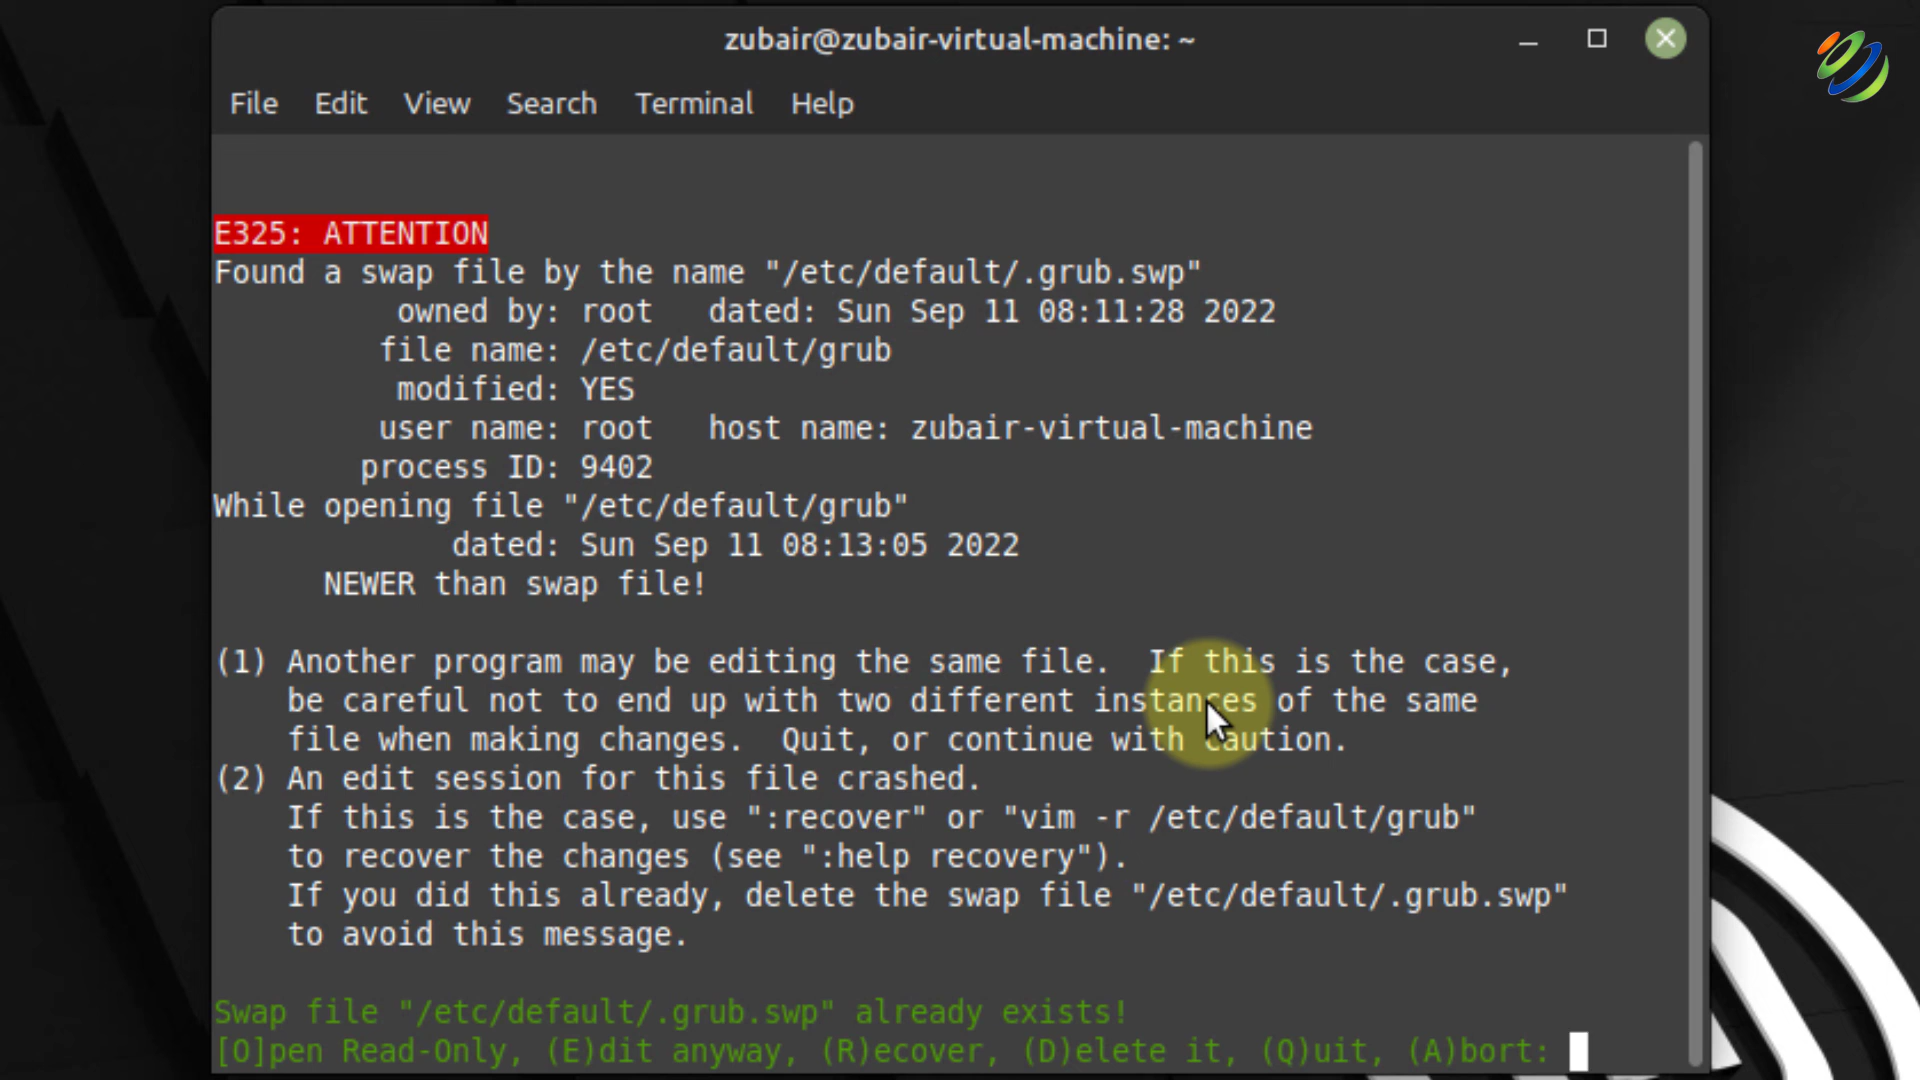 zubair@zubair-virtual-machine: ~
File Edit View Search Terminal Help
E325: ATTENTION
Found a swap file by the name "/etc/default/.grub.swp"
owned by: root dated: Sun Sep 11 08:11:28 2022
file name: /etc/default/grub
modified: YES
user name: root host name: zubair-virtual-machine
process ID: 9402
While opening file "/etc/default/grub"
dated: Sun Sep 11 08:13:05 2022
NEWER than swap file!
(1) Another program may be editing the same file. If this is the case,
be careful not to end up with two different instances of the same
file when making changes. Quit, or continue with caution.
(2) An edit session for this file crashed.
If this is the case, use ":recover" or "vim -r /etc/default/grub"
to recover the changes (see ":help recovery").
If you did this already, delete the swap file "/etc/default/.grub.swp"
to avoid this message.
Swap file "/etc/default/.grub.swp" already exists!
[O]pen Read-Only, (E)dit anyway, (R)ecover, (D)elete it, (Q)uit, (A)bort: